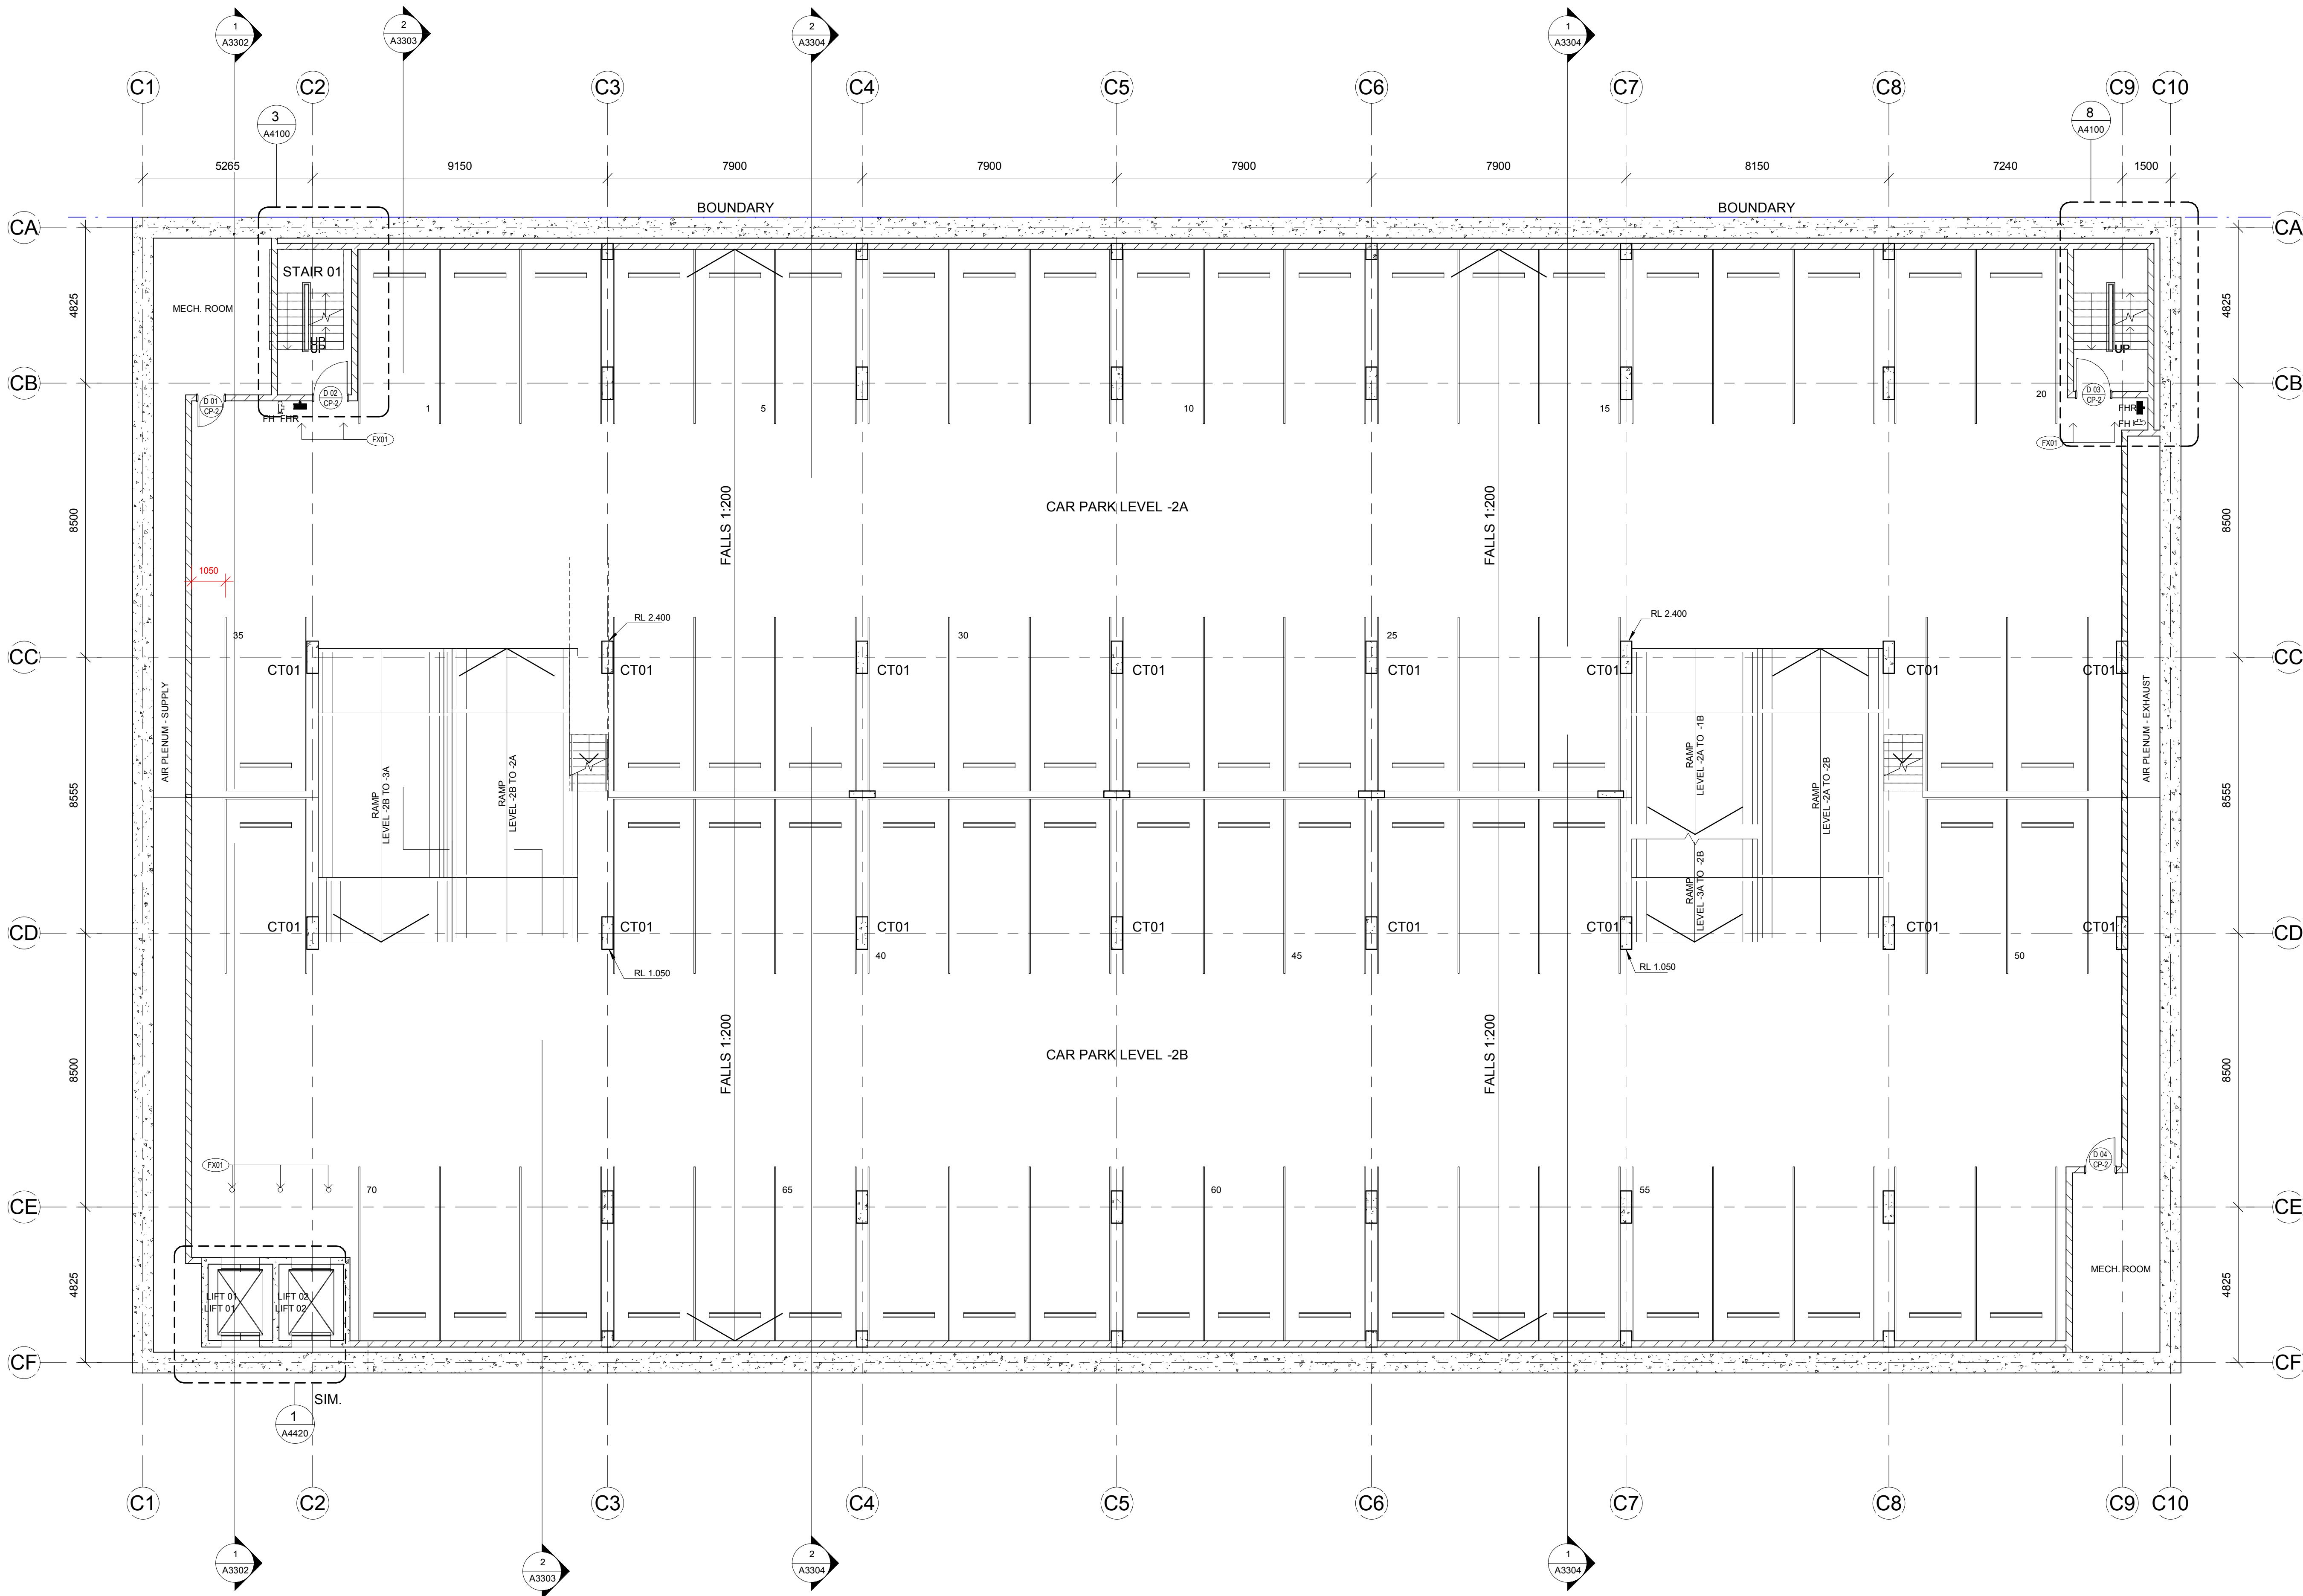 1
A3302
2
A3303
2
A3304
1
A3304
C1
C2
C3
C4
C5
C6
C7
C8
C9
C10
3
A4100
8
A4100
5265
9150
7900
7900
7900
7900
8150
7240
1500
BOUNDARY
BOUNDARY
CA
CA
STAIR 01
MECH. ROOM
4825
4825
UP
UP
UP
CB
CB
D 01
CP-2
D 02
CP-2
D 03
CP-2
FH
FHR
FHR
FH
1
5
10
15
20
FX01
FX01
FALLS 1:200
CAR PARK LEVEL -2A
FALLS 1:200
8500
8500
1050
35
RL 2.400
30
25
RL 2.400
CC
CC
CT01
CT01
CT01
CT01
CT01
CT01
CT01
CT01
AIR PLENUM - SUPPLY
AIR PLENUM - EXHAUST
8555
8555
RAMP
LEVEL -2B TO -3A
RAMP
LEVEL -2B TO -2A
RAMP
LEVEL -2A TO -1B
RAMP
LEVEL -2A TO -2B
RAMP
LEVEL -3A TO -2B
CD
CD
CT01
CT01
CT01
CT01
CT01
CT01
CT01
CT01
40
45
50
RL 1.050
RL 1.050
FALLS 1:200
CAR PARK LEVEL -2B
FALLS 1:200
8500
8500
D 04
CP-2
FX01
70
65
60
55
CE
CE
MECH. ROOM
4825
4825
LIFT 01
LIFT 01
LIFT 02
LIFT 02
CF
CF
SIM.
1
A4420
C1
C2
C3
C4
C5
C6
C7
C8
C9
C10
1
A3302
2
A3303
2
A3304
1
A3304